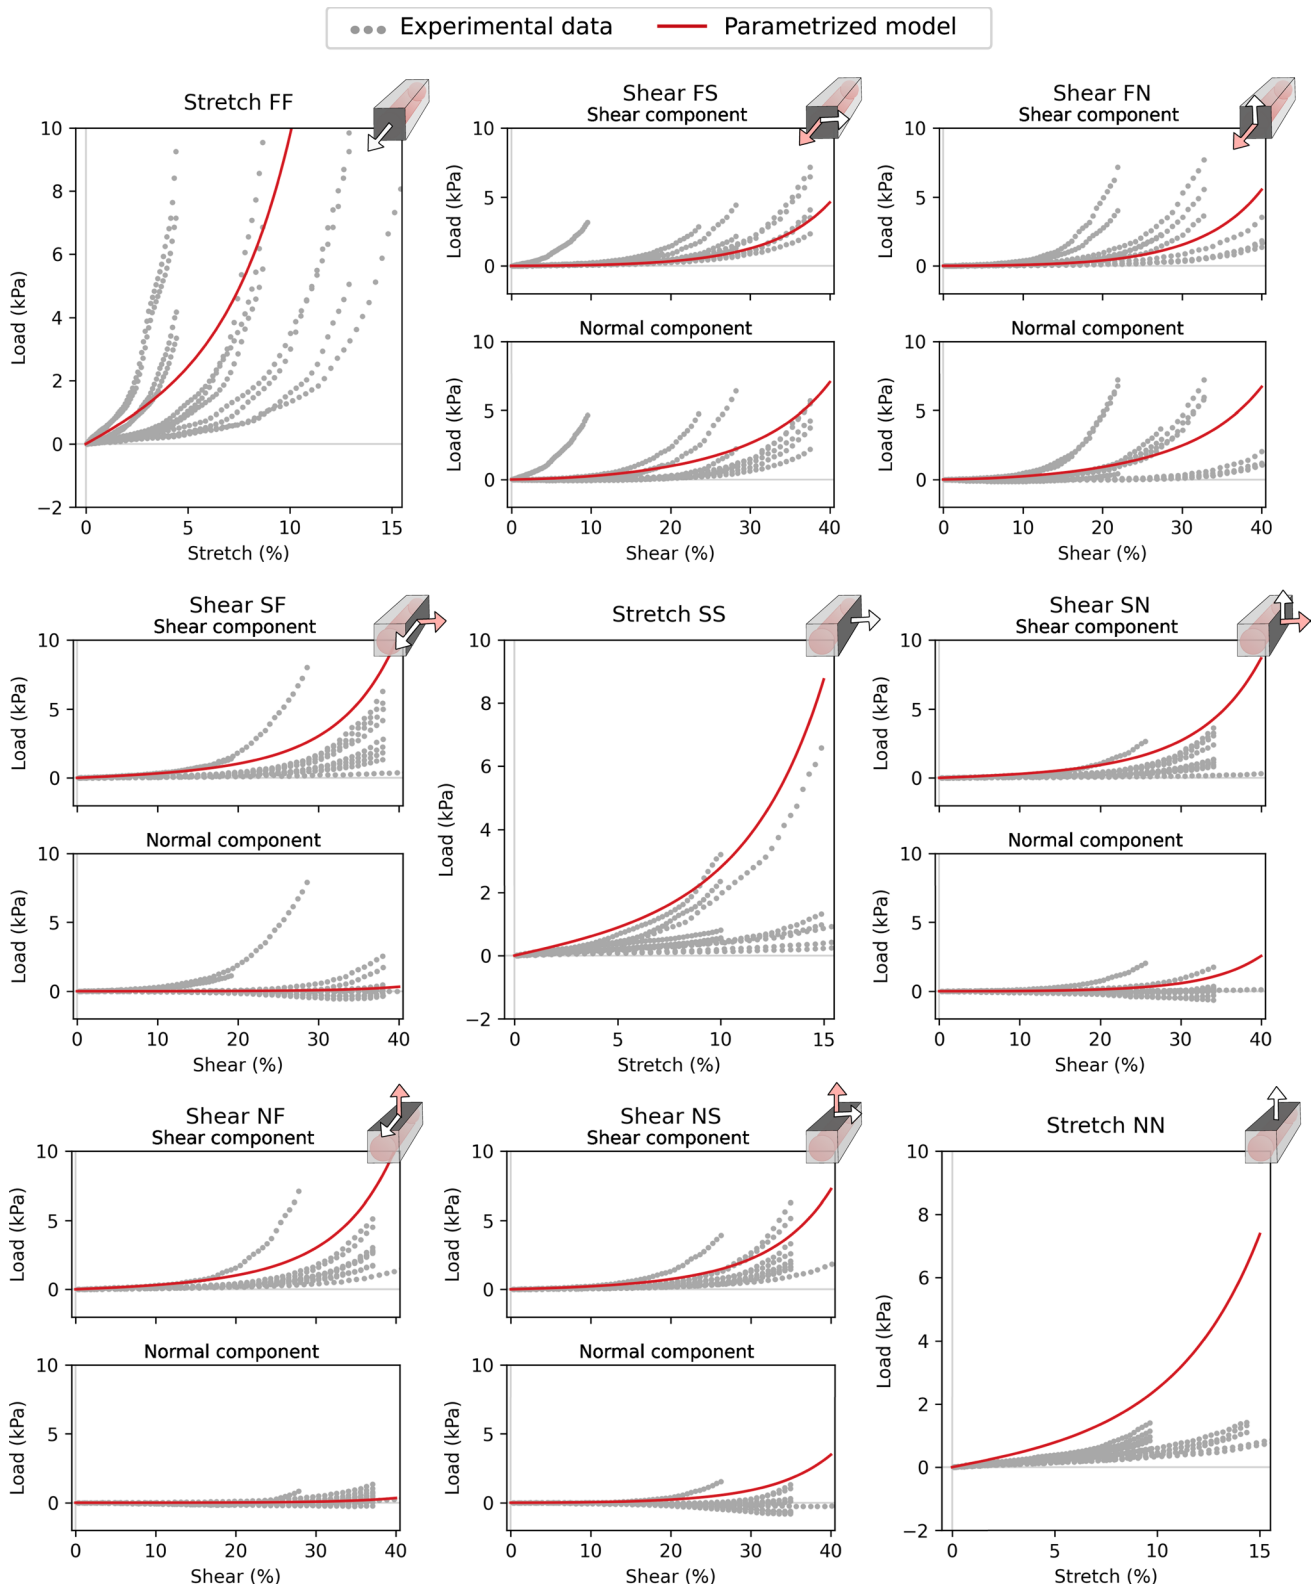 Experimental data Parametrized model
Stretch FF
10
8
6
4
2
0
−2
Load (kPa)
0 5 10 15
Stretch (%)
Shear FS
Shear component
10
5
0
Load (kPa)
Normal component
10
5
0
Load (kPa)
0 10 20 30 40
Shear (%)
Shear FN
Shear component
10
5
0
Load (kPa)
Normal component
10
5
0
Load (kPa)
0 10 20 30 40
Shear (%)
Shear SF
Shear component
10
5
0
Load (kPa)
Normal component
10
5
0
Load (kPa)
0 10 20 30 40
Shear (%)
Stretch SS
10
8
6
4
2
0
−2
Load (kPa)
0 5 10 15
Stretch (%)
Shear SN
Shear component
10
5
0
Load (kPa)
Normal component
10
5
0
Load (kPa)
0 10 20 30 40
Shear (%)
Shear NF
Shear component
10
5
0
Load (kPa)
Normal component
10
5
0
Load (kPa)
0 10 20 30 40
Shear (%)
Shear NS
Shear component
10
5
0
Load (kPa)
Normal component
10
5
0
Load (kPa)
0 10 20 30 40
Shear (%)
Stretch NN
10
8
6
4
2
0
−2
Load (kPa)
0 5 10 15
Stretch (%)